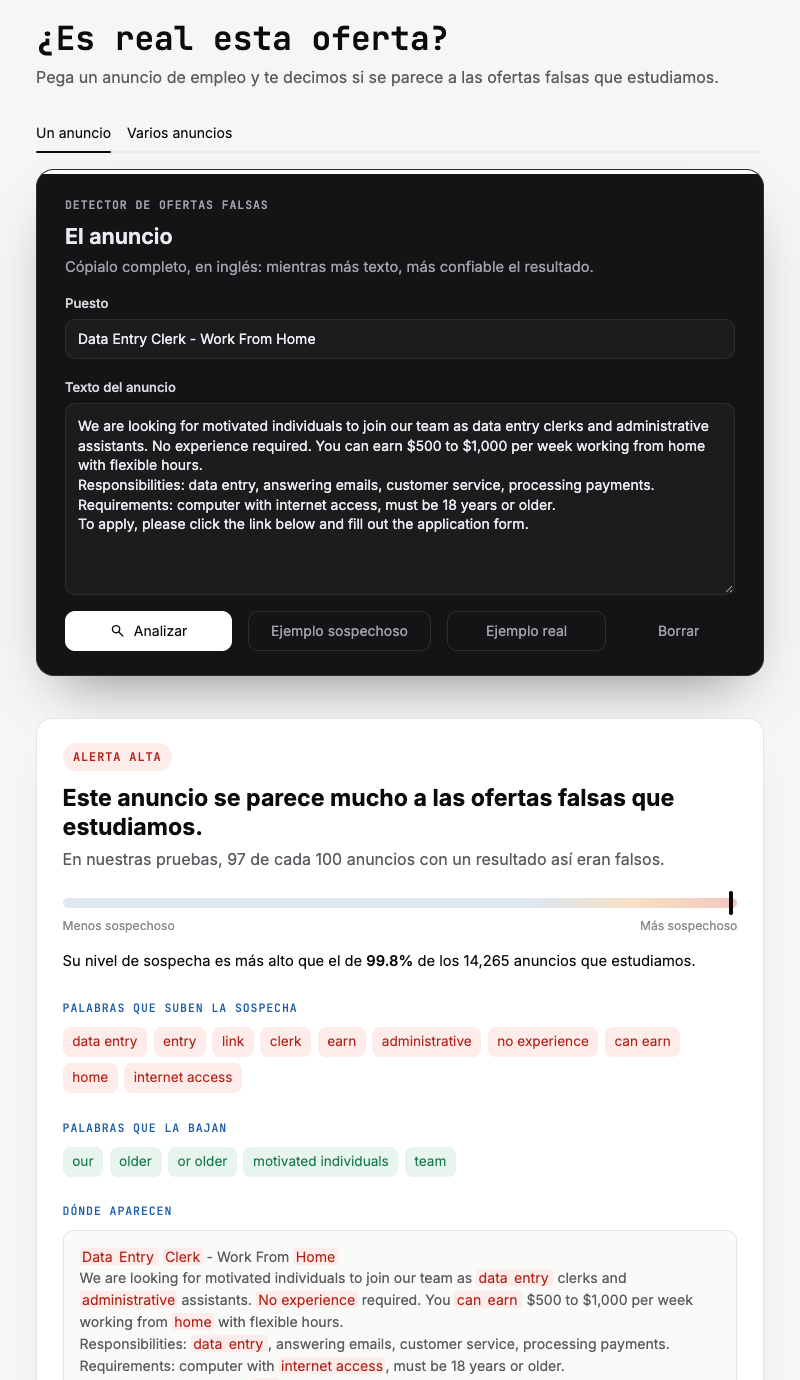 ¿Es real esta oferta?
Pega un anuncio de empleo y te decimos si se parece a las ofertas falsas que estudiamos.
Un anuncio Varios anuncios
DETECTOR DE OFERTAS FALSAS
El anuncio
Cópialo completo, en inglés: mientras más texto, más confiable el resultado.
Puesto
Data Entry Clerk - Work From Home
Texto del anuncio
We are looking for motivated individuals to join our team as data entry clerks and administrative
assistants. No experience required. You can earn $500 to $1,000 per week working from home
with flexible hours.
Responsibilities: data entry, answering emails, customer service, processing payments.
Requirements: computer with internet access, must be 18 years or older.
To apply, please click the link below and fill out the application form.
Analizar Ejemplo sospechoso Ejemplo real Borrar
ALERTA ALTA
Este anuncio se parece mucho a las ofertas falsas que
estudiamos.
En nuestras pruebas, 97 de cada 100 anuncios con un resultado así eran falsos.
Menos sospechoso Más sospechoso
Su nivel de sospecha es más alto que el de 99.8% de los 14,265 anuncios que estudiamos.
PALABRAS QUE SUBEN LA SOSPECHA
data entry entry link clerk earn administrative no experience can earn
home internet access
PALABRAS QUE LA BAJAN
our older or older motivated individuals team
DÓNDE APARECEN
Data Entry Clerk - Work From Home
We are looking for motivated individuals to join our team as data entry clerks and
administrative assistants. No experience required. You can earn $500 to $1,000 per week
working from home with flexible hours.
Responsibilities: data entry, answering emails, customer service, processing payments.
Requirements: computer with internet access, must be 18 years or older.